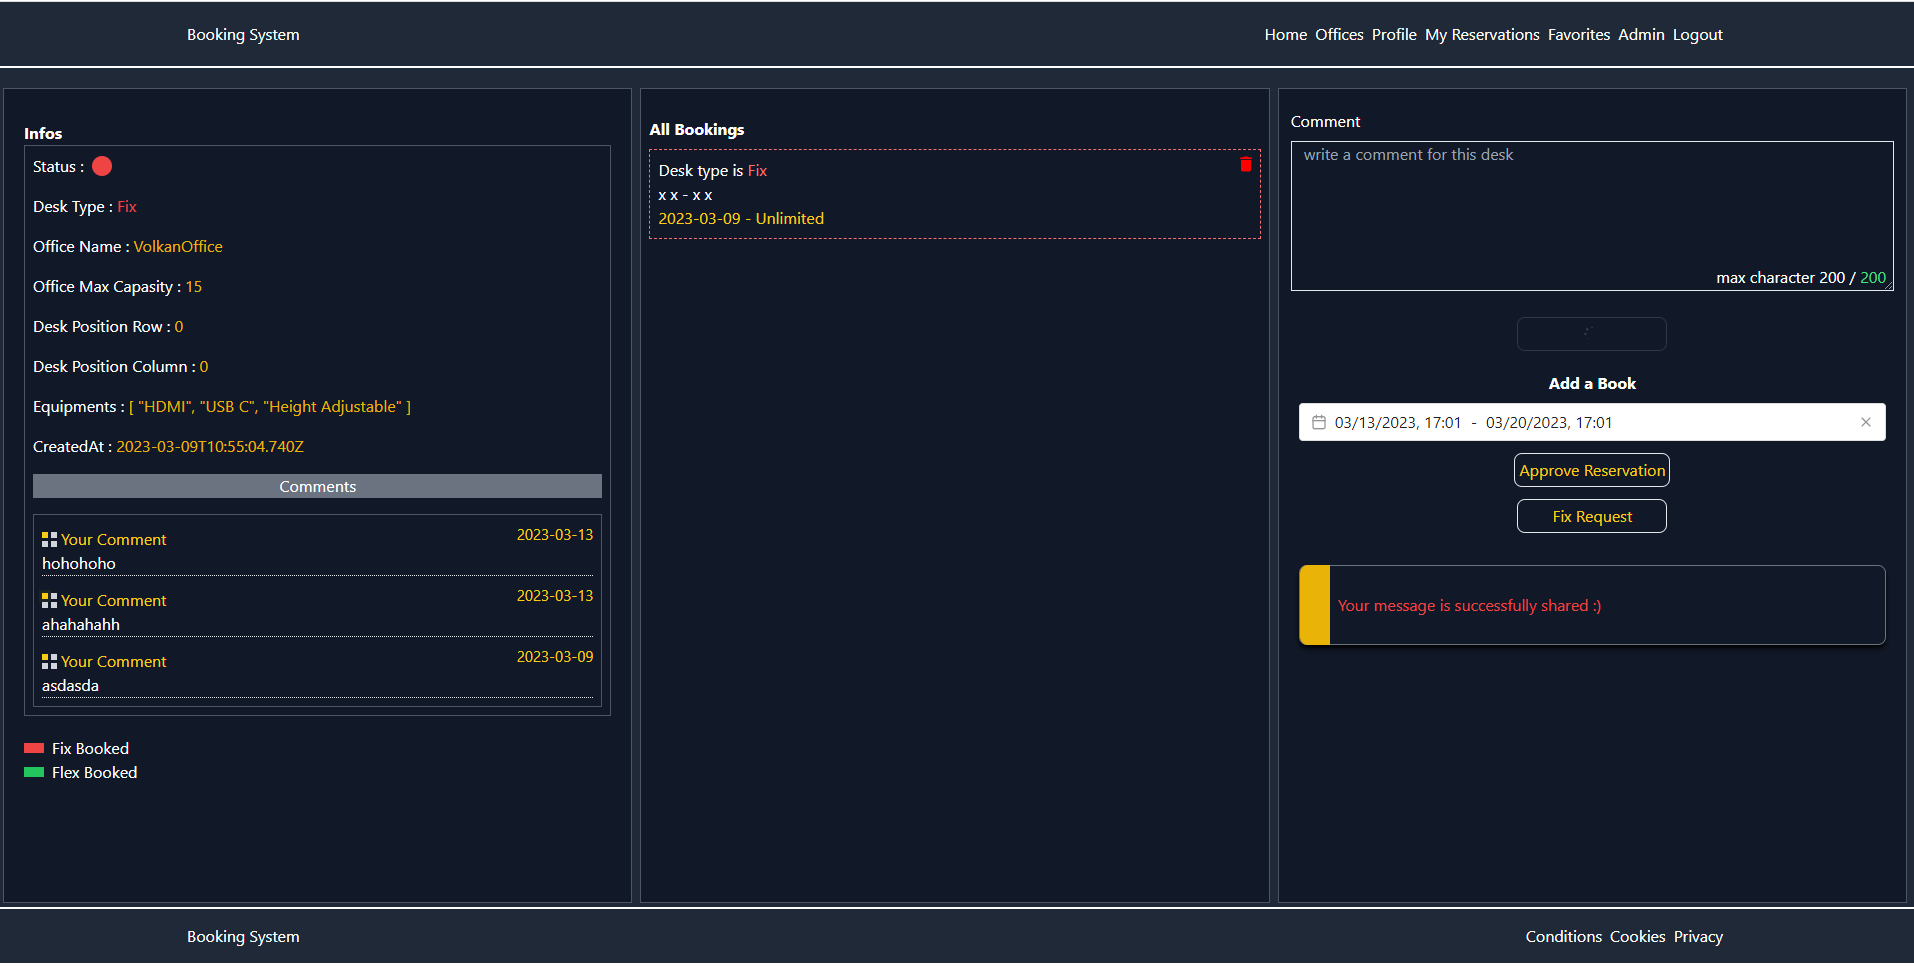 Booking System
Home Offices Profile My Reservations Favorites Admin Logout
Infos
Status :
Desk Type : Fix
Office Name : VolkanOffice
Office Max Capasity : 15
Desk Position Row : 0
Desk Position Column : 0
Equipments : [ "HDMI", "USB C", "Height Adjustable" ]
CreatedAt : 2023-03-09T10:55:04.740Z
Comments
Your Comment 2023-03-13
hohohoho
Your Comment 2023-03-13
ahahahahh
Your Comment 2023-03-09
asdasda
Fix Booked
Flex Booked
All Bookings
Desk type is Fix
x x - x x
2023-03-09 - Unlimited
Comment
write a comment for this desk
max character 200 / 200
Add a Book
03/13/2023, 17:01 - 03/20/2023, 17:01
Approve Reservation
Fix Request
Your message is successfully shared :)
Booking System
Conditions Cookies Privacy